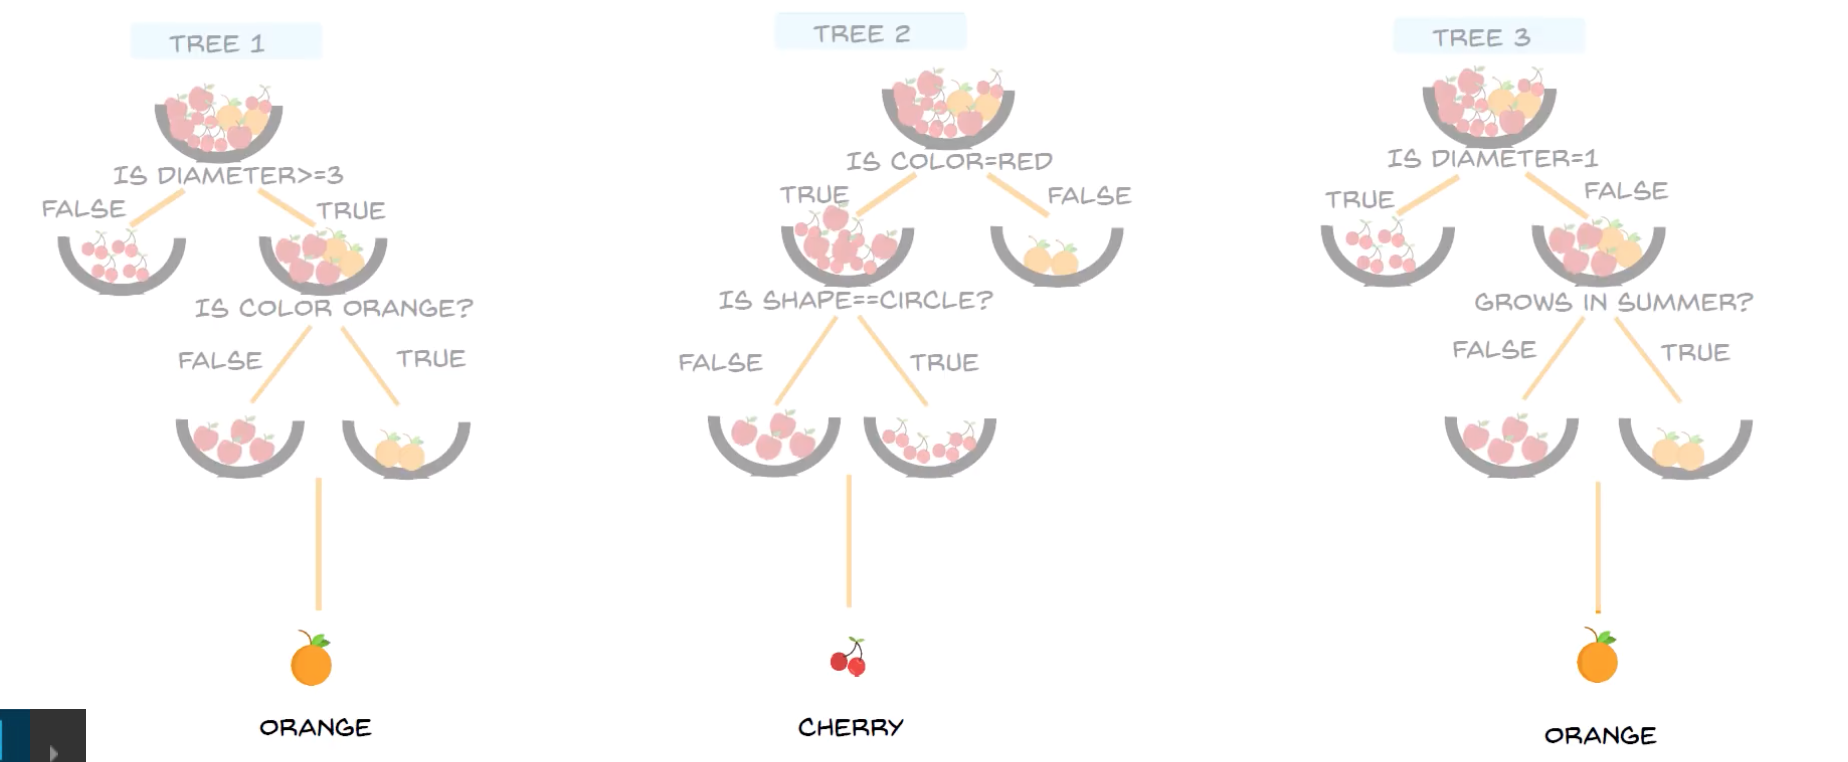 TREE 1
IS DIAMETER>=3
FALSE
TRUE
IS COLOR ORANGE?
FALSE
TRUE
ORANGE
TREE 2
IS COLOR=RED
TRUE
FALSE
IS SHAPE==CIRCLE?
FALSE
TRUE
CHERRY
TREE 3
IS DIAMETER=1
TRUE
FALSE
GROWS IN SUMMER?
FALSE
TRUE
ORANGE